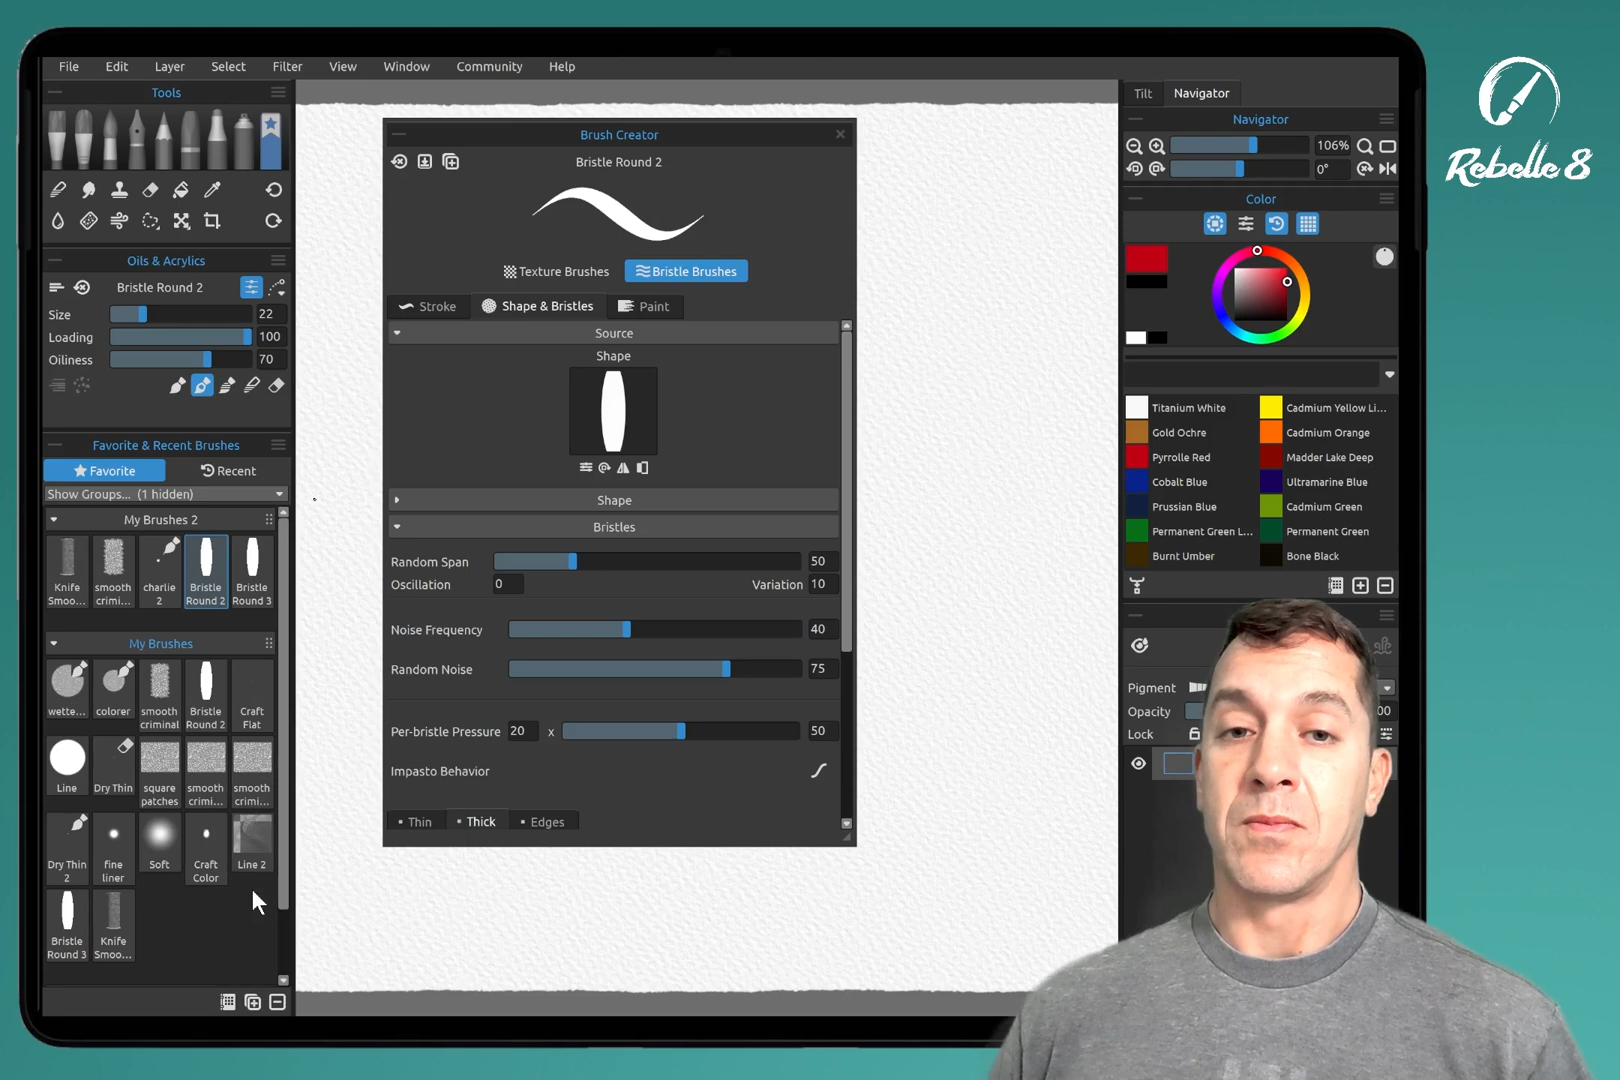 File Edit Layer Select Filter View Window Community Help
Tools
Oils & Acrylics
Bristle Round 2
Size 22
Loading 100
Oiliness 70
Favorite & Recent Brushes
Favorite Recent
Show Groups... (1 hidden)
My Brushes 2
Knife Smoo...
smooth crimi...
charlie 2
Bristle Round 2
Bristle Round 3
My Brushes
wette...
colorer
smooth criminal
Bristle Round 2
Craft Flat
Line
Dry Thin
square patches
smooth crimi...
smooth crimi...
Dry Thin 2
fine liner
Soft
Craft Color
Line 2
Bristle Round 3
Knife Smoo...
Brush Creator
Bristle Round 2
Texture Brushes Bristle Brushes
Stroke Shape & Bristles Paint
Source
Shape
Shape
Bristles
Random Span 50
Oscillation 0 Variation 10
Noise Frequency 40
Random Noise 75
Per-bristle Pressure 20 x 50
Impasto Behavior
Thin Thick Edges
Tilt Navigator
Navigator
106%
0°
Color
Titanium White Cadmium Yellow Li...
Gold Ochre Cadmium Orange
Pyrrolle Red Madder Lake Deep
Cobalt Blue Ultramarine Blue
Prussian Blue Cadmium Green
Permanent Green L... Permanent Green
Burnt Umber Bone Black
Pigment
Opacity
Lock
Rebelle 8